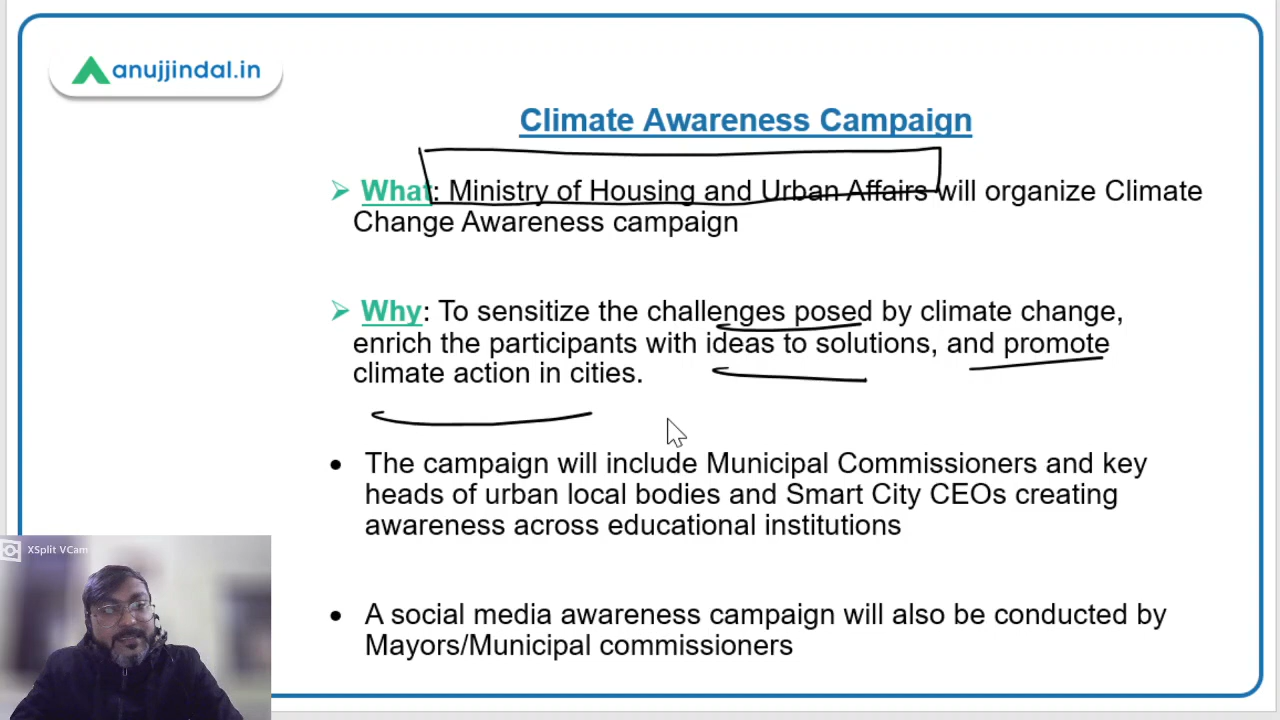 anujjindal.in
Climate Awareness Campaign
What: Ministry of Housing and Urban Affairs will organize Climate
Change Awareness campaign
Why: To sensitize the challenges posed by climate change,
enrich the participants with ideas to solutions, and promote
climate action in cities.
• The campaign will include Municipal Commissioners and key
heads of urban local bodies and Smart City CEOs creating
awareness across educational institutions
• A social media awareness campaign will also be conducted by
Mayors/Municipal commissioners
XSplit VCam